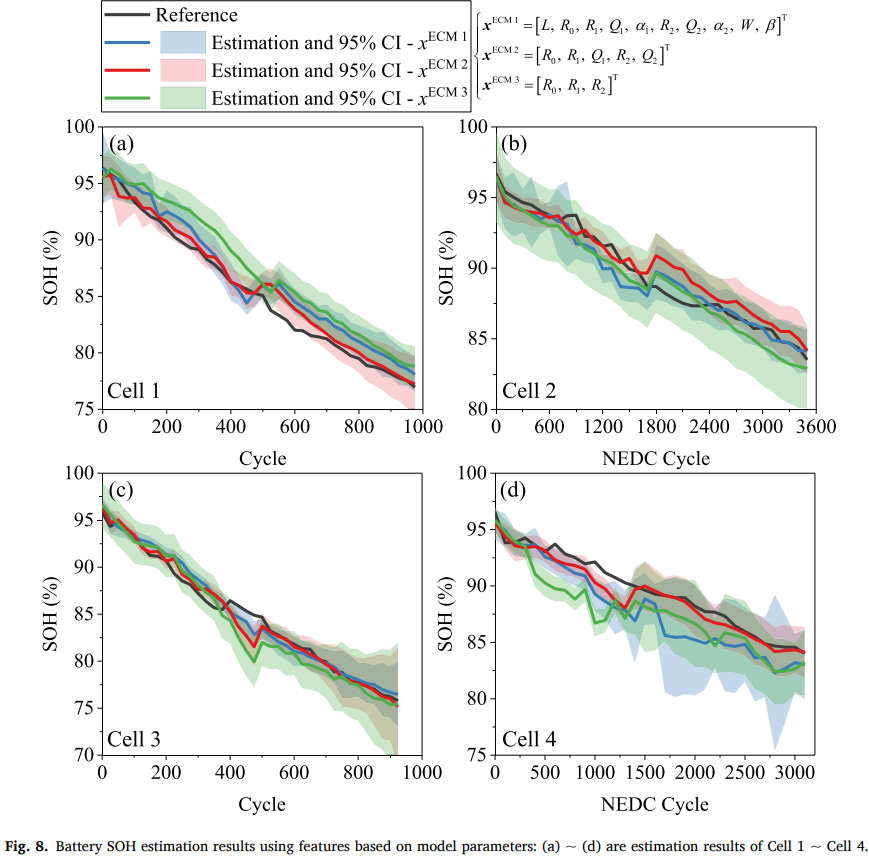 Reference
Estimation and 95% CI - x^ECM 1
Estimation and 95% CI - x^ECM 2
Estimation and 95% CI - x^ECM 3
x^ECM 1 = [L, R₀, R₁, Q₁, α₁, R₂, Q₂, α₂, W, β]^T
x^ECM 2 = [R₀, R₁, Q₁, R₂, Q₂]^T
x^ECM 3 = [R₀, R₁, R₂]^T
(a)
100
95
90
85
80
75
SOH (%)
Cell 1
0 200 400 600 800 1000
Cycle
(b)
100
95
90
85
80
SOH (%)
Cell 2
0 600 1200 1800 2400 3000 3600
NEDC Cycle
(c)
100
95
90
85
80
75
70
SOH (%)
Cell 3
0 200 400 600 800 1000
Cycle
(d)
100
95
90
85
80
75
SOH (%)
Cell 4
0 500 1000 1500 2000 2500 3000
NEDC Cycle
Fig. 8. Battery SOH estimation results using features based on model parameters: (a) ~ (d) are estimation results of Cell 1 ~ Cell 4.